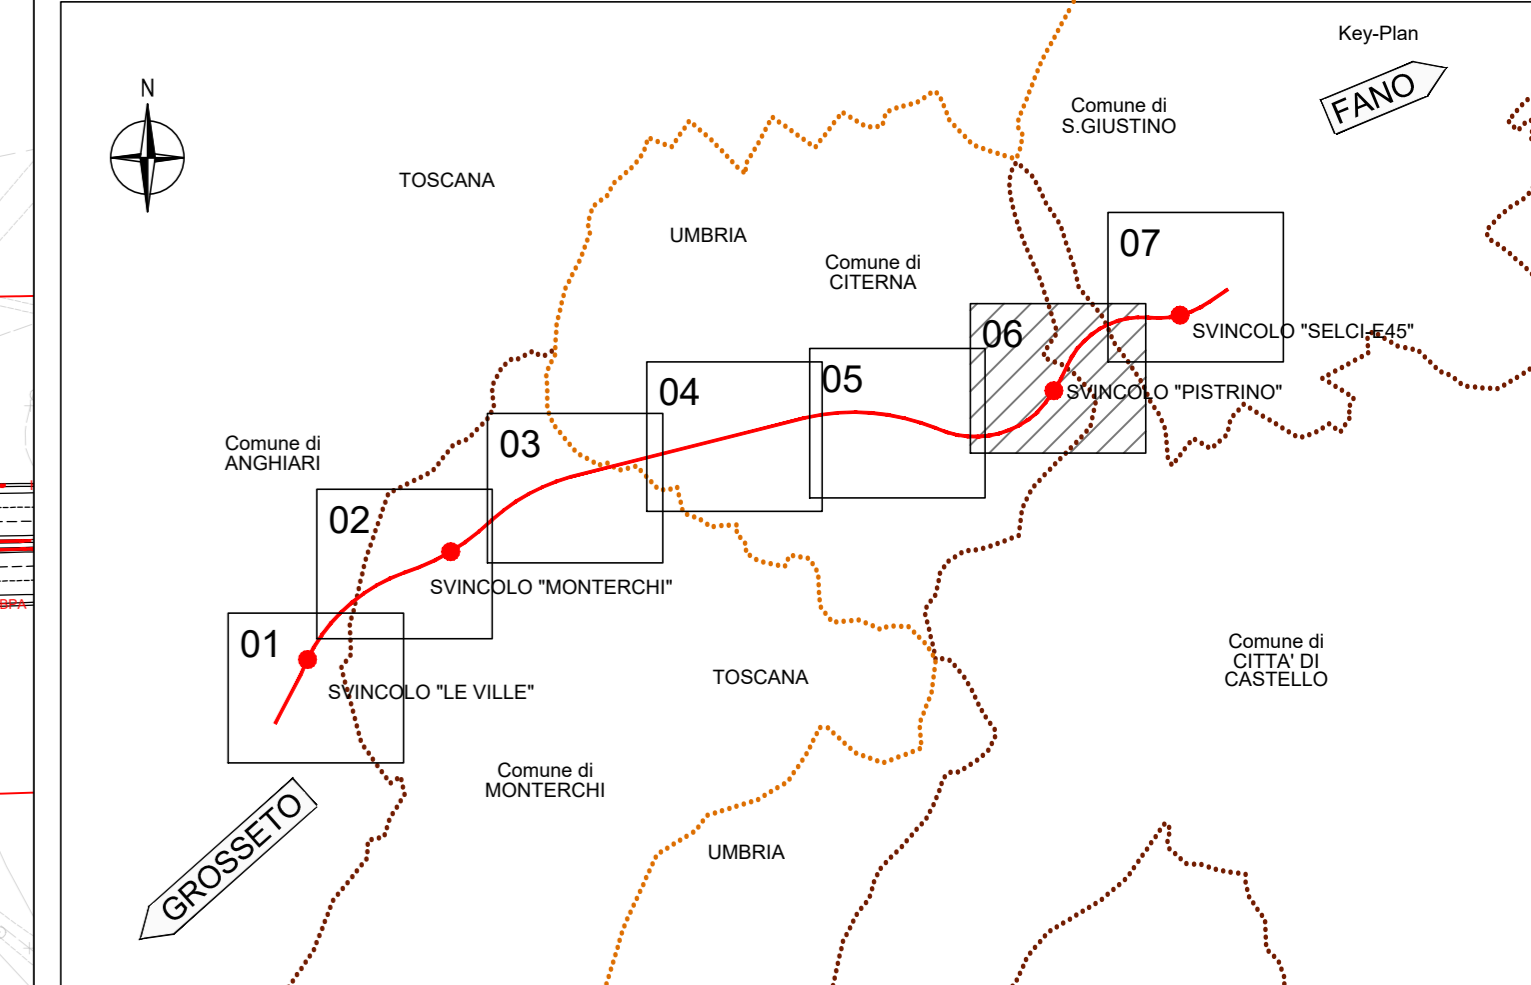 Key-Plan
FANO
N
Comune di
S.GIUSTINO
TOSCANA
UMBRIA
Comune di
CITERNA
07
06
SVINCOLO "SELCI-E45"
05
04
SVINCOLO "PISTRINO"
03
Comune di
ANGHIARI
02
SVINCOLO "MONTERCHI"
01
SVINCOLO "LE VILLE"
TOSCANA
Comune di
CITTA' DI
CASTELLO
Comune di
MONTERCHI
GROSSETO
UMBRIA